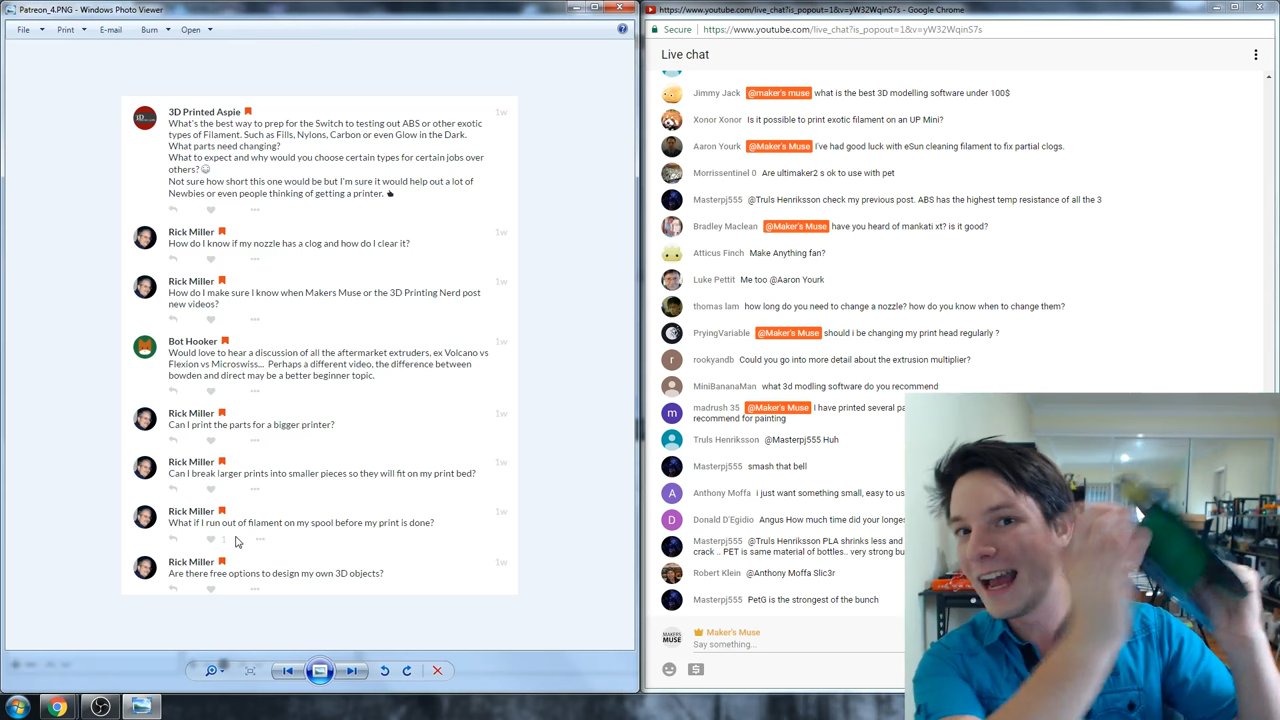 Patreon_4.PNG - Windows Photo Viewer
File Print E-mail Burn Open
3D Printed Aspie
1w
What's the best way to prep for the Switch to testing out ABS or other exotic
types of Filament. Such as Fills, Nylons, Carbon or even Glow in the Dark.
What parts need changing?
What to expect and why would you choose certain types for certain jobs over
others?
Not sure how short this one would be but I'm sure it would help out a lot of
Newbies or even people thinking of getting a printer.
Rick Miller
1w
How do I know if my nozzle has a clog and how do I clear it?
Rick Miller
1w
How do I make sure I know when Makers Muse or the 3D Printing Nerd post
new videos?
Bot Hooker
1w
Would love to hear a discussion of all the aftermarket extruders, ex Volcano vs
Flexion vs Microswiss... Perhaps a different video, the difference between
bowden and direct may be a better beginner topic.
Rick Miller
1w
Can I print the parts for a bigger printer?
Rick Miller
1w
Can I break larger prints into smaller pieces so they will fit on my print bed?
Rick Miller
1w
What if I run out of filament on my spool before my print is done?
1
Rick Miller
1w
Are there free options to design my own 3D objects?
https://www.youtube.com/live_chat?is_popout=1&v=yW32WqinS7s - Google Chrome
Secure https://www.youtube.com/live_chat?is_popout=1&v=yW32WqinS7s
Live chat
Jimmy Jack @maker's muse what is the best 3D modelling software under 100$
Xonor Xonor Is it possible to print exotic filament on an UP Mini?
Aaron Yourk @Maker's Muse I've had good luck with eSun cleaning filament to fix partial clogs.
Morrissentinel 0 Are ultimaker2 s ok to use with pet
Masterpj555 @Truls Henriksson check my previous post. ABS has the highest temp resistance of all the 3
Bradley Maclean @Maker's Muse have you heard of mankati xt? is it good?
Atticus Finch Make Anything fan?
Luke Pettit Me too @Aaron Yourk
thomas lam how long do you need to change a nozzle? how do you know when to change them?
PryingVariable @Maker's Muse should i be changing my print head regularly ?
r rookyandb Could you go into more detail about the extrusion multiplier?
MiniBananaMan what 3d modling software do you recommend
m madrush 35 @Maker's Muse I have printed several pa
recommend for painting
Truls Henriksson @Masterpj555 Huh
Masterpj555 smash that bell
A Anthony Moffa i just want something small, easy to us
D Donald D'Egidio Angus How much time did your longes
Masterpj555 @Truls Henriksson PLA shrinks less and
crack .. PET is same material of bottles.. very strong bu
Robert Klein @Anthony Moffa Slic3r
Masterpj555 PetG is the strongest of the bunch
MAKERS MUSE
Maker's Muse
Say something...